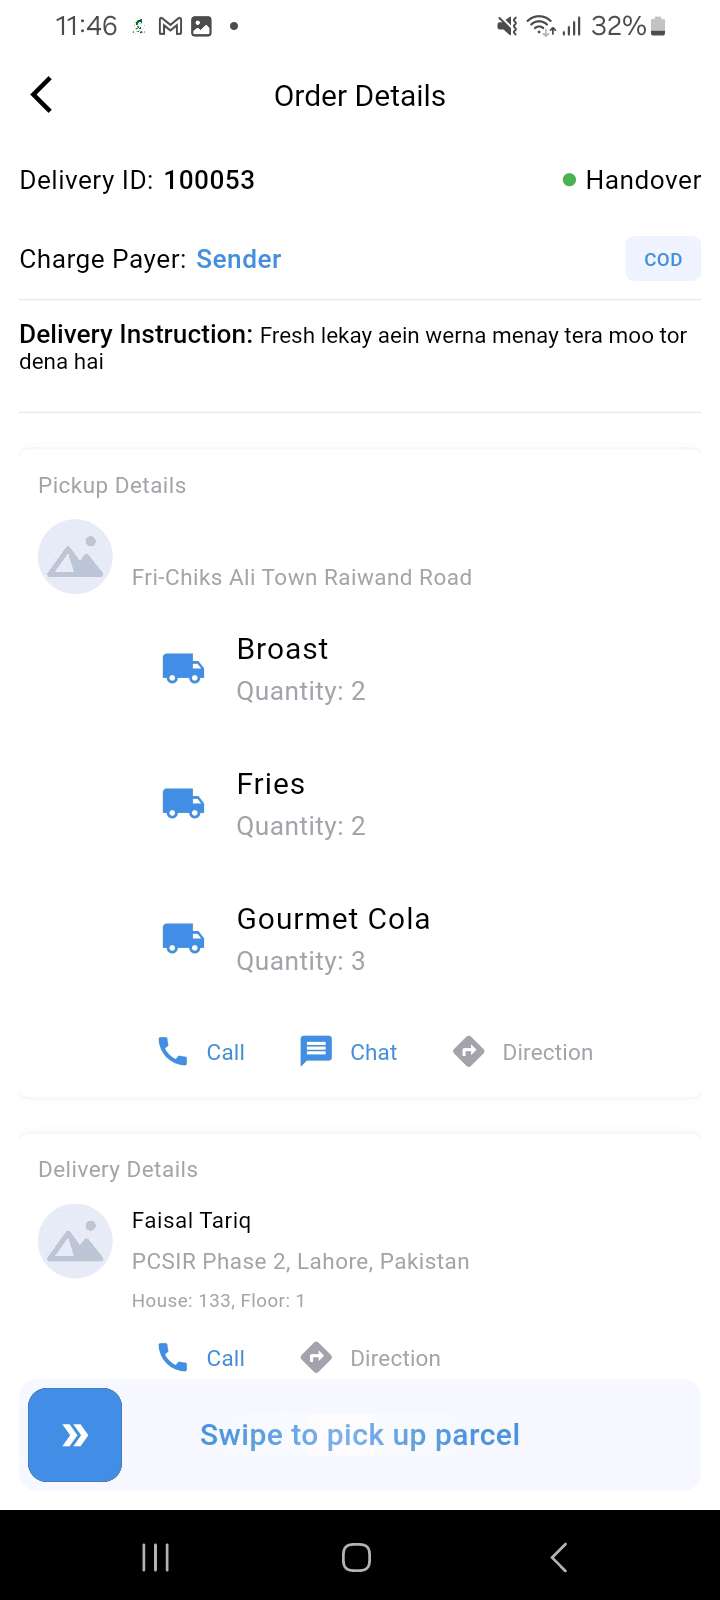 11:46
32%
Order Details
Delivery ID: 100053
Handover
Charge Payer: Sender
COD
Delivery Instruction: Fresh lekay aein werna menay tera moo tor
dena hai
Pickup Details
Fri-Chiks Ali Town Raiwand Road
Broast
Quantity: 2
Fries
Quantity: 2
Gourmet Cola
Quantity: 3
Call
Chat
Direction
Delivery Details
Faisal Tariq
PCSIR Phase 2, Lahore, Pakistan
House: 133, Floor: 1
Call
Direction
Swipe to pick up parcel